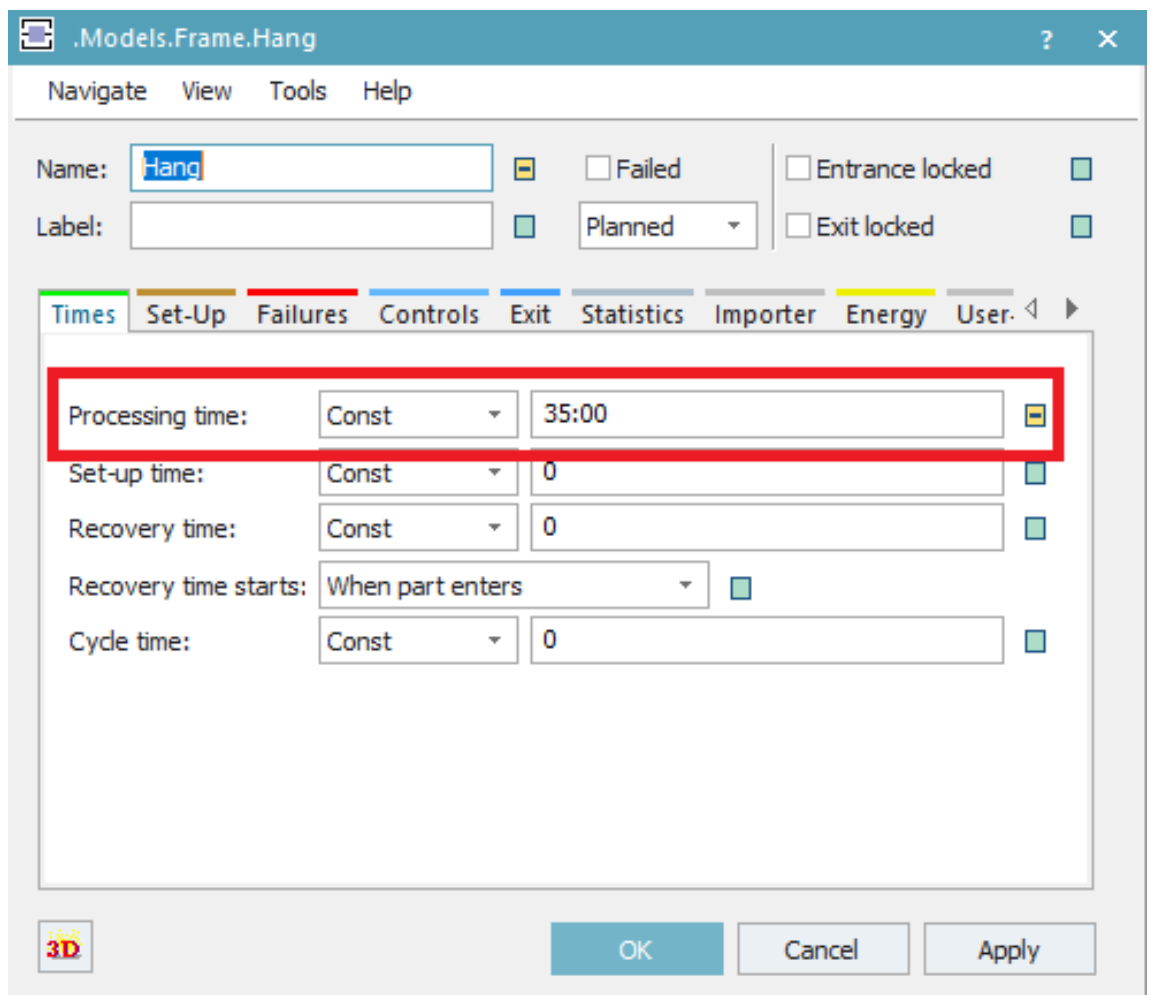 .Models.Frame.Hang ? ×
Navigate View Tools Help
Name: Hang Failed Entrance locked
Label: Planned Exit locked
Times Set-Up Failures Controls Exit Statistics Importer Energy User-
Processing time: Const 35:00
Set-up time: Const 0
Recovery time: Const 0
Recovery time starts: When part enters
Cycle time: Const 0
3D OK Cancel Apply